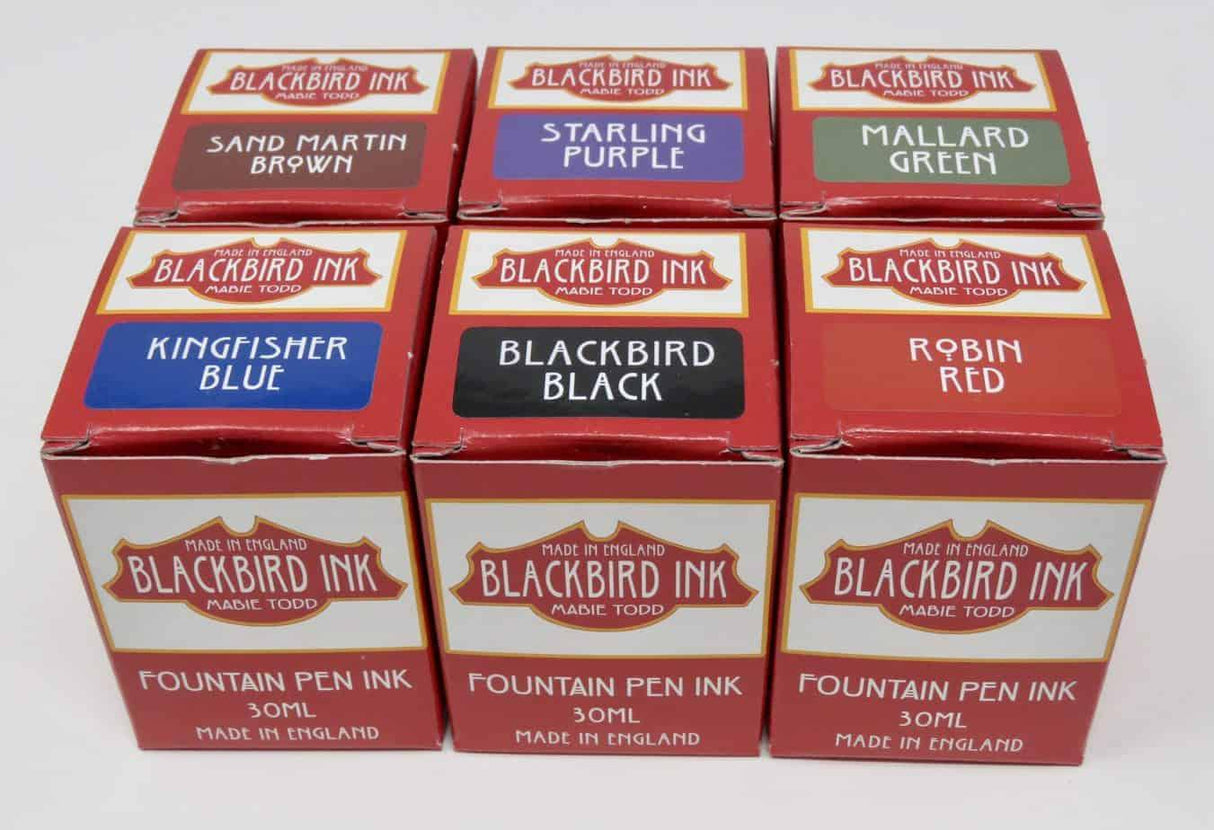 MADE IN ENGLAND
BLACKBIRD INK
MABIE TODD
SAND MARTIN
BROWN
MADE IN ENGLAND
BLACKBIRD INK
MABIE TODD
STARLING
PURPLE
MADE IN ENGLAND
BLACKBIRD INK
MABIE TODD
MALLARD
GREEN
MADE IN ENGLAND
BLACKBIRD INK
MABIE TODD
KINGFISHER
BLUE
MADE IN ENGLAND
BLACKBIRD INK
MABIE TODD
BLACKBIRD
BLACK
MADE IN ENGLAND
BLACKBIRD INK
MABIE TODD
ROBIN
RED
MADE IN ENGLAND
BLACKBIRD INK
MABIE TODD
FOUNTAIN PEN INK
30ML
MADE IN ENGLAND
MADE IN ENGLAND
BLACKBIRD INK
MABIE TODD
FOUNTAIN PEN INK
30ML
MADE IN ENGLAND
MADE IN ENGLAND
BLACKBIRD INK
MABIE TODD
FOUNTAIN PEN INK
30ML
MADE IN ENGLAND